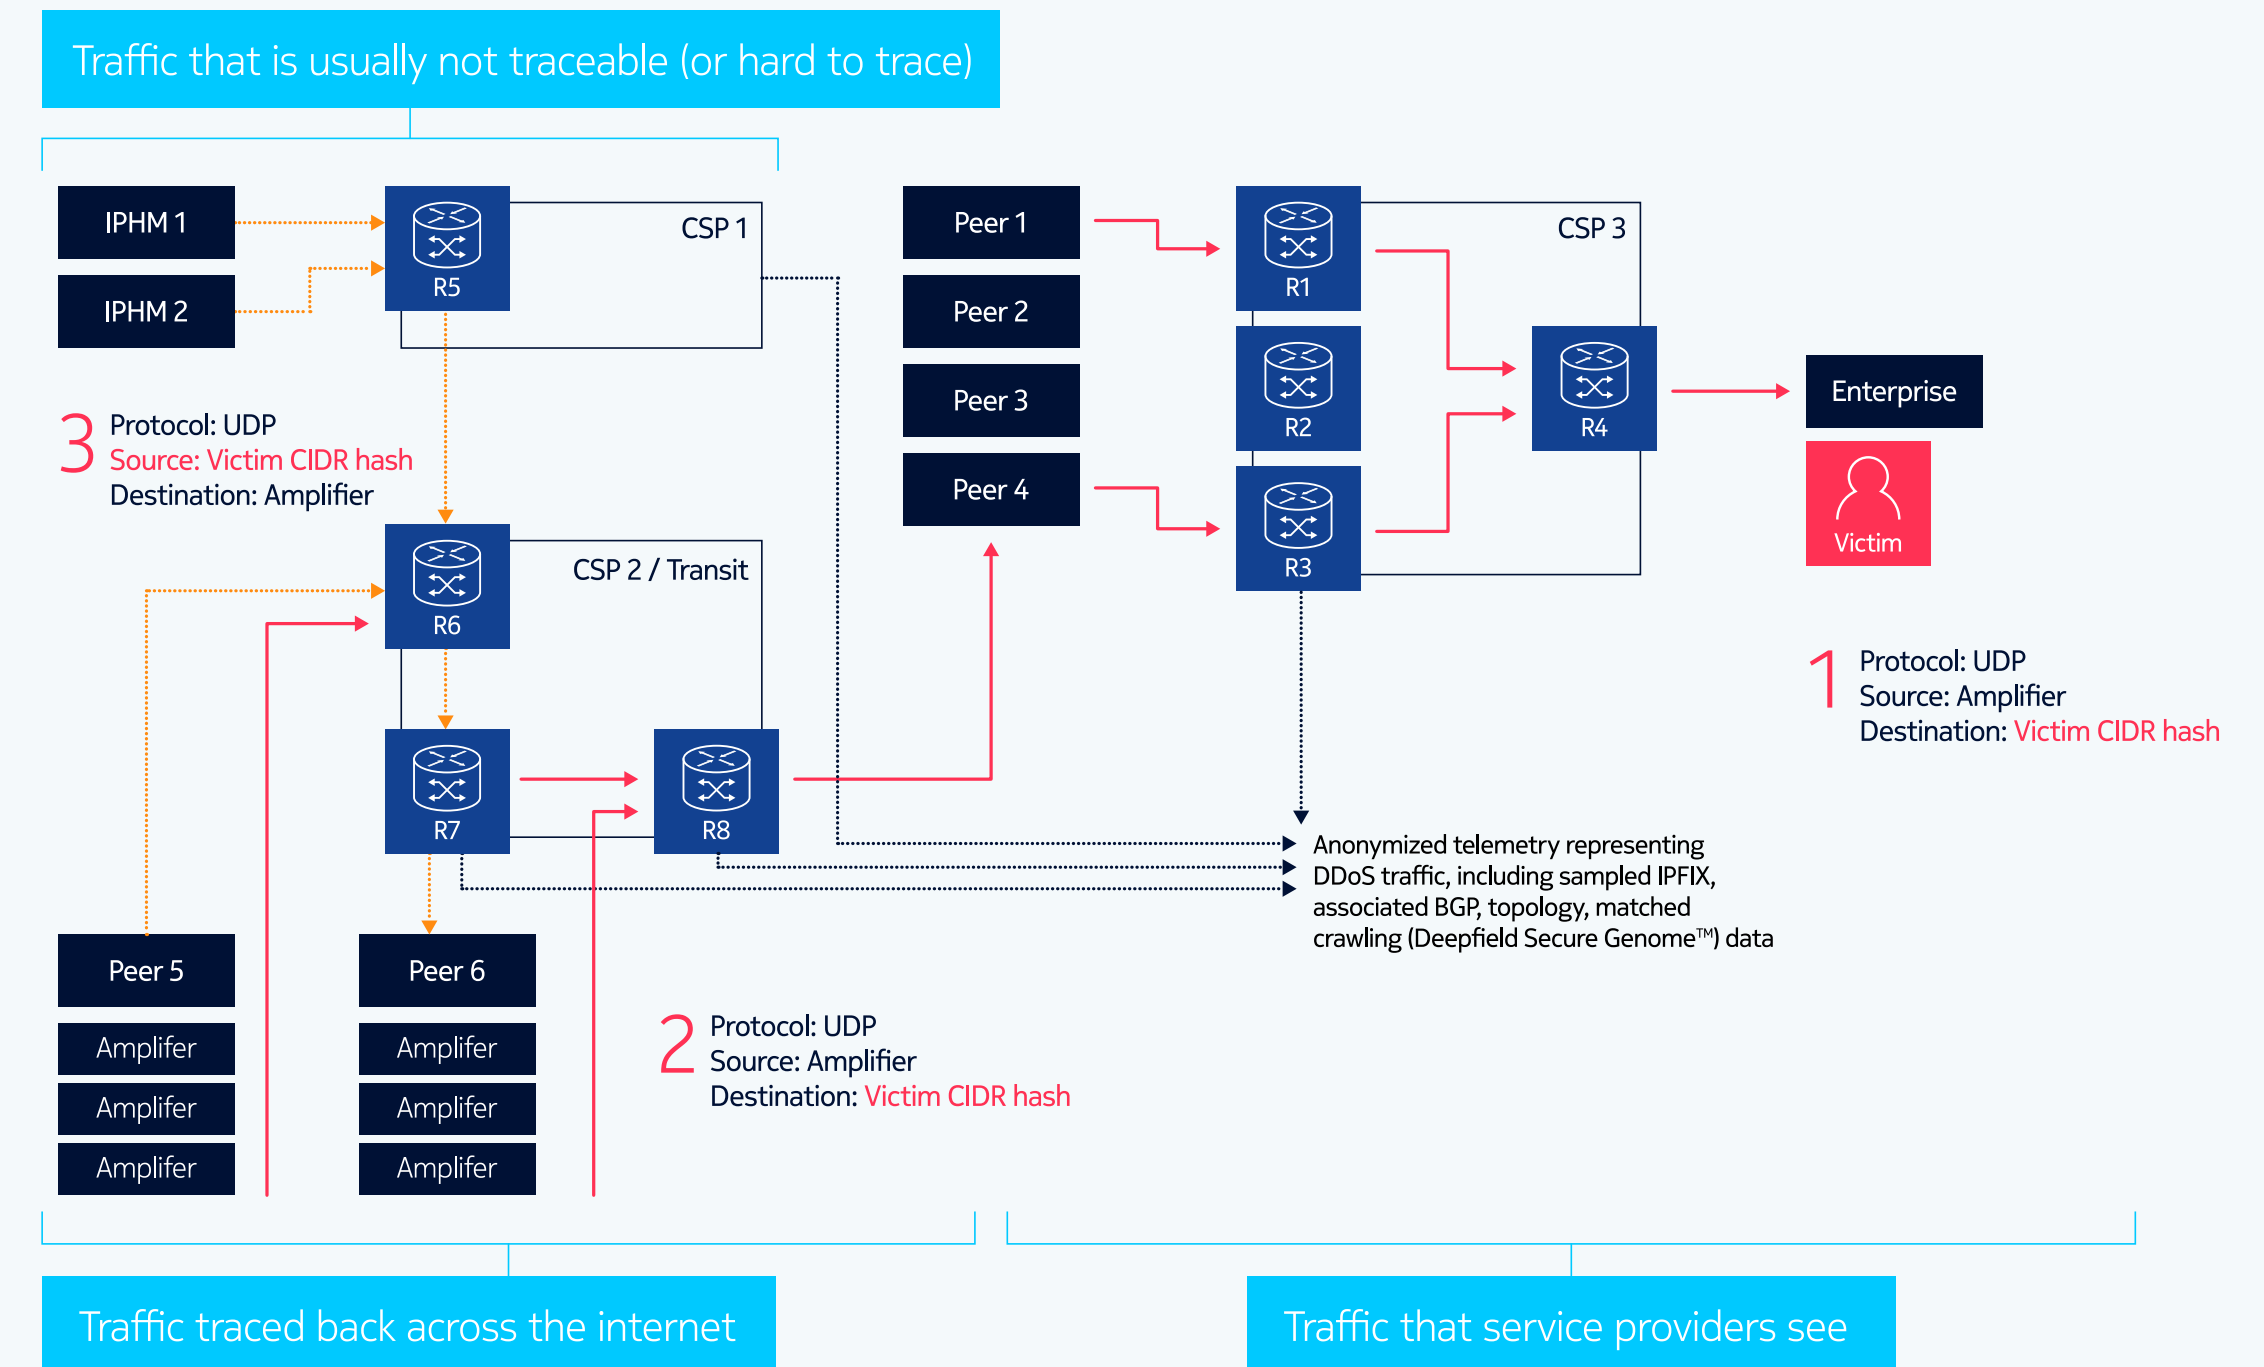 Traffic that is usually not traceable (or hard to trace)
IPHM 1
IPHM 2
R5
CSP 1
Peer 1
Peer 2
Peer 3
Peer 4
R1
R2
R3
CSP 3
R4
Enterprise
Victim
3
Protocol: UDP
Source: Victim CIDR hash
Destination: Amplifier
R6
CSP 2 / Transit
R7
R8
1
Protocol: UDP
Source: Amplifier
Destination: Victim CIDR hash
Anonymized telemetry representing
DDoS traffic, including sampled IPFIX,
associated BGP, topology, matched
crawling (Deepfield Secure Genome™) data
Peer 5
Amplifer
Amplifer
Amplifer
Peer 6
Amplifer
Amplifer
Amplifer
2
Protocol: UDP
Source: Amplifier
Destination: Victim CIDR hash
Traffic traced back across the internet
Traffic that service providers see